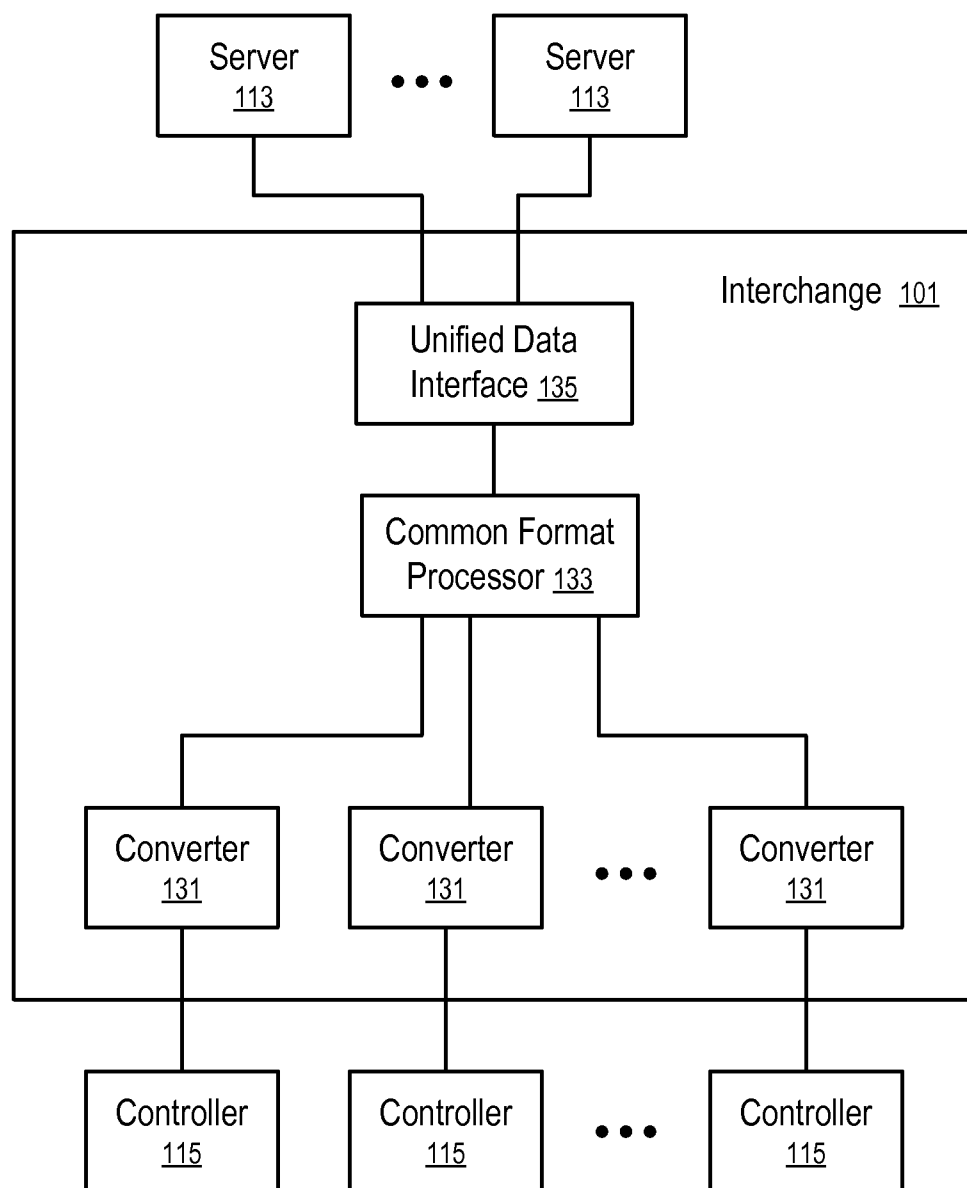 Server
113
Server
113
Interchange 101
Unified Data
Interface 135
Common Format
Processor 133
Converter
131
Converter
131
Converter
131
Controller
115
Controller
115
Controller
115